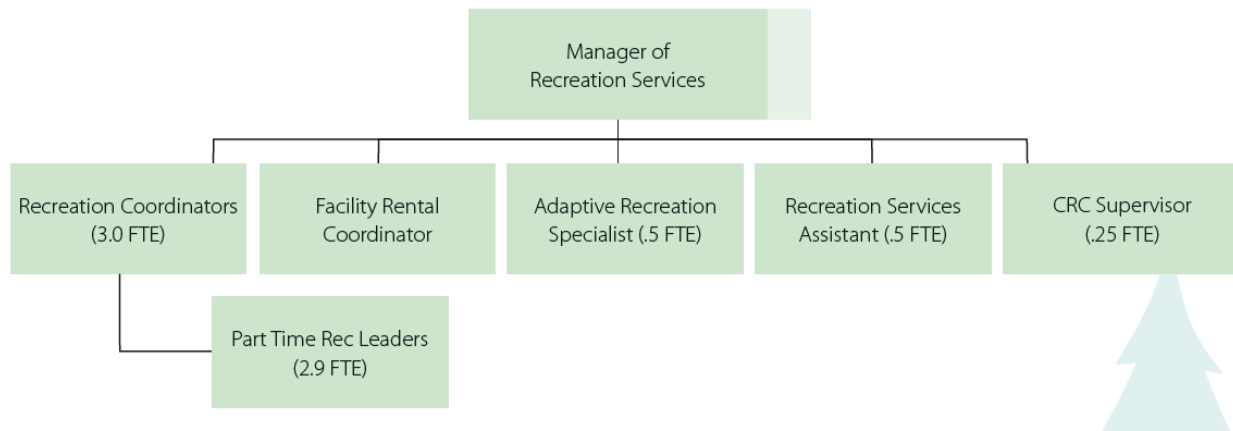 Manager of
Recreation Services
Recreation Coordinators
(3.0 FTE)
Facility Rental
Coordinator
Adaptive Recreation
Specialist (.5 FTE)
Recreation Services
Assistant (.5 FTE)
CRC Supervisor
(.25 FTE)
Part Time Rec Leaders
(2.9 FTE)